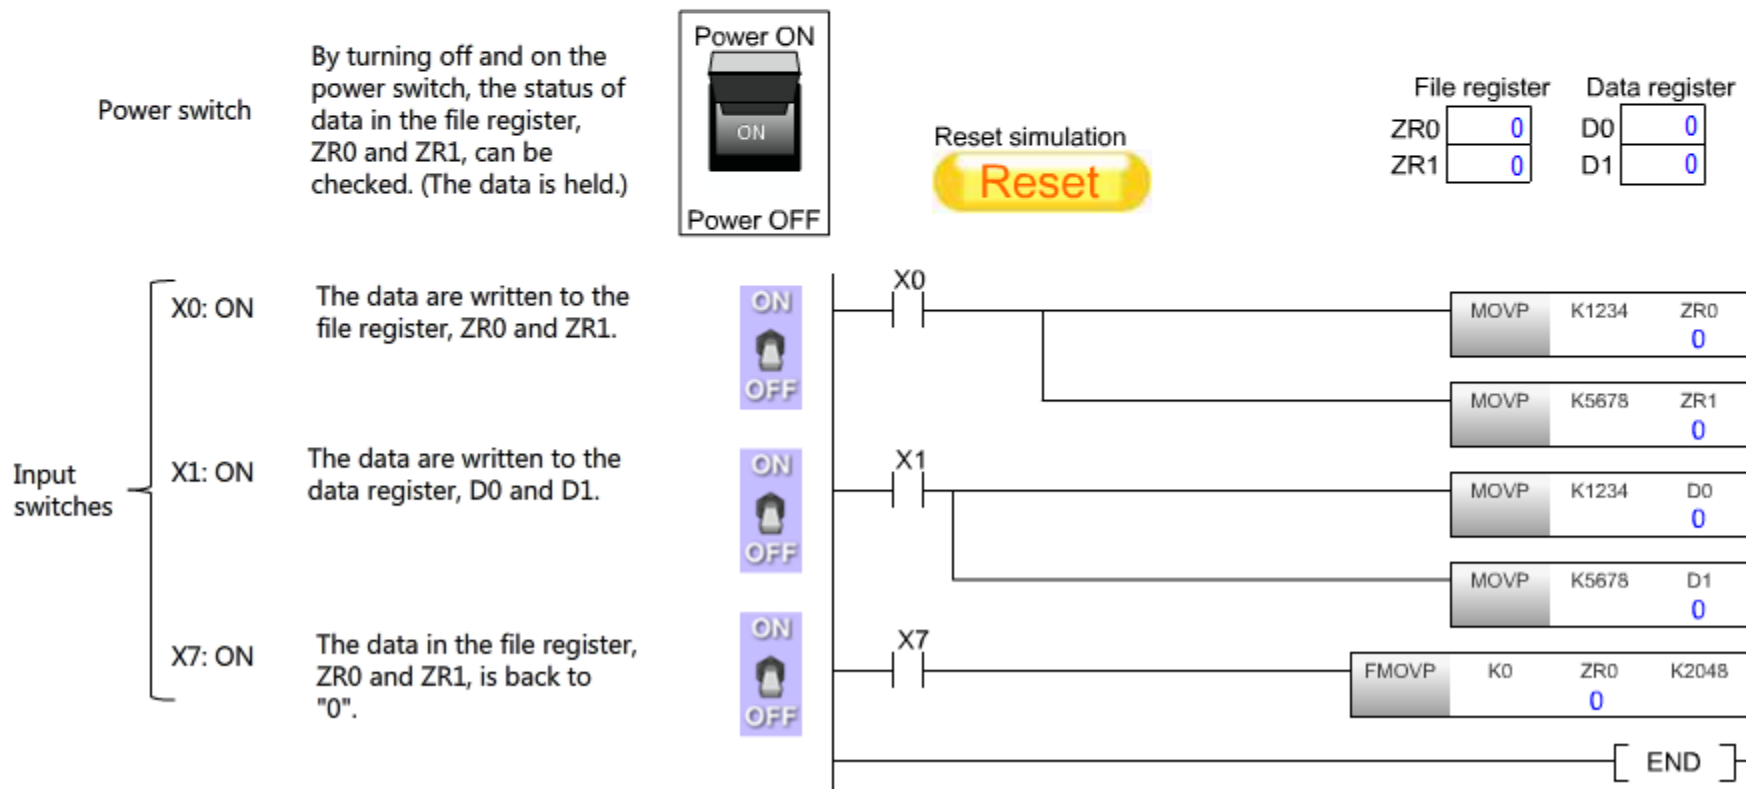 Power switch
By turning off and on the
power switch, the status of
data in the file register,
ZR0 and ZR1, can be
checked. (The data is held.)
Power ON
ON
Power OFF
Reset simulation
Reset
File register
ZR0 0
ZR1 0
Data register
D0 0
D1 0
Input
switches
X0: ON
The data are written to the
file register, ZR0 and ZR1.
ON
OFF
X0
MOVP K1234 ZR0
0
MOVP K5678 ZR1
0
X1: ON
The data are written to the
data register, D0 and D1.
ON
OFF
X1
MOVP K1234 D0
0
MOVP K5678 D1
0
X7: ON
The data in the file register,
ZR0 and ZR1, is back to
"0".
ON
OFF
X7
FMOVP K0 ZR0 K2048
0
END